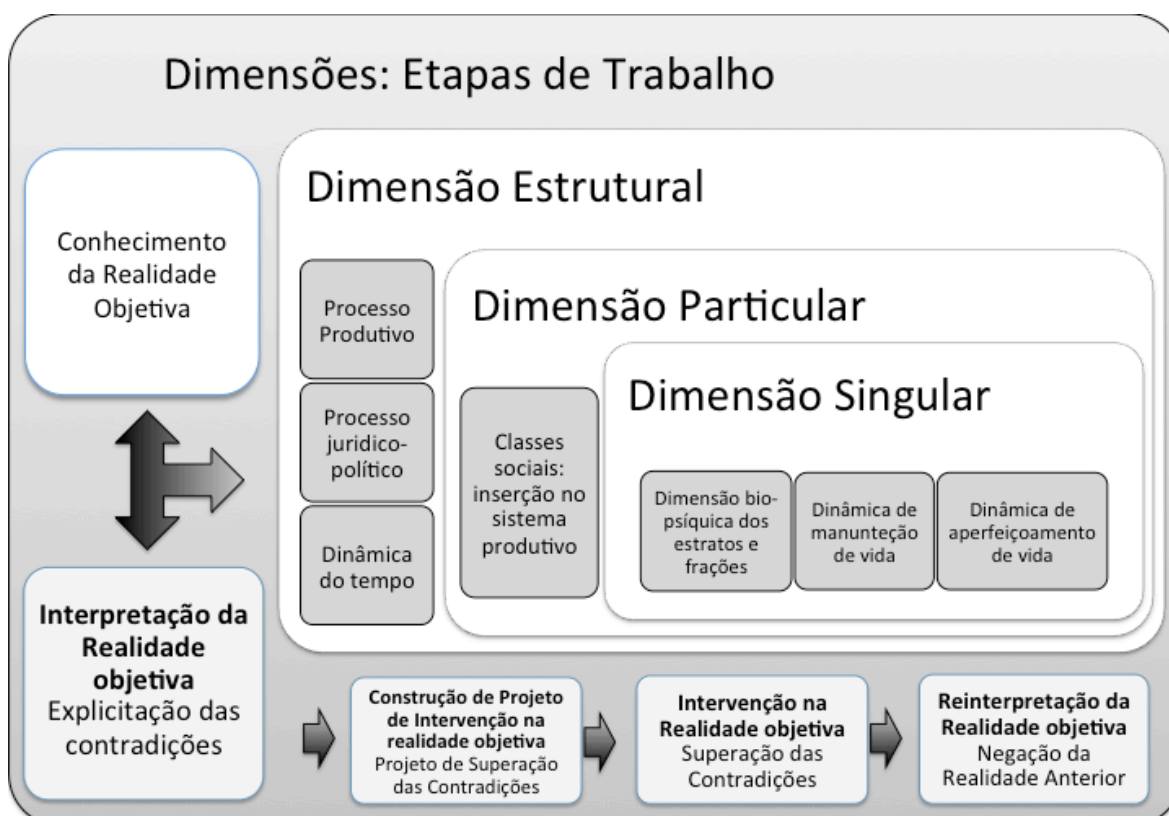 Dimensões: Etapas de Trabalho
Conhecimento
da Realidade
Objetiva
Dimensão Estrutural
Processo
Produtivo
Processo
juridico-
político
Dinâmica
do tempo
Dimensão Particular
Classes
sociais:
inserção no
sistema
produtivo
Dimensão Singular
Dimensão bio-
psíquica dos
estratos e
frações
Dinâmica de
manunteção
de vida
Dinâmica de
aperfeiçoamento
de vida
Interpretação da
Realidade
objetiva
Explicitação das
contradições
Construção de Projeto
de Intervenção na
realidade objetiva
Projeto de Superação
das Contradições
Intervenção na
Realidade objetiva
Superação das
Contradições
Reinterpretação da
Realidade objetiva
Negação da
Realidade Anterior